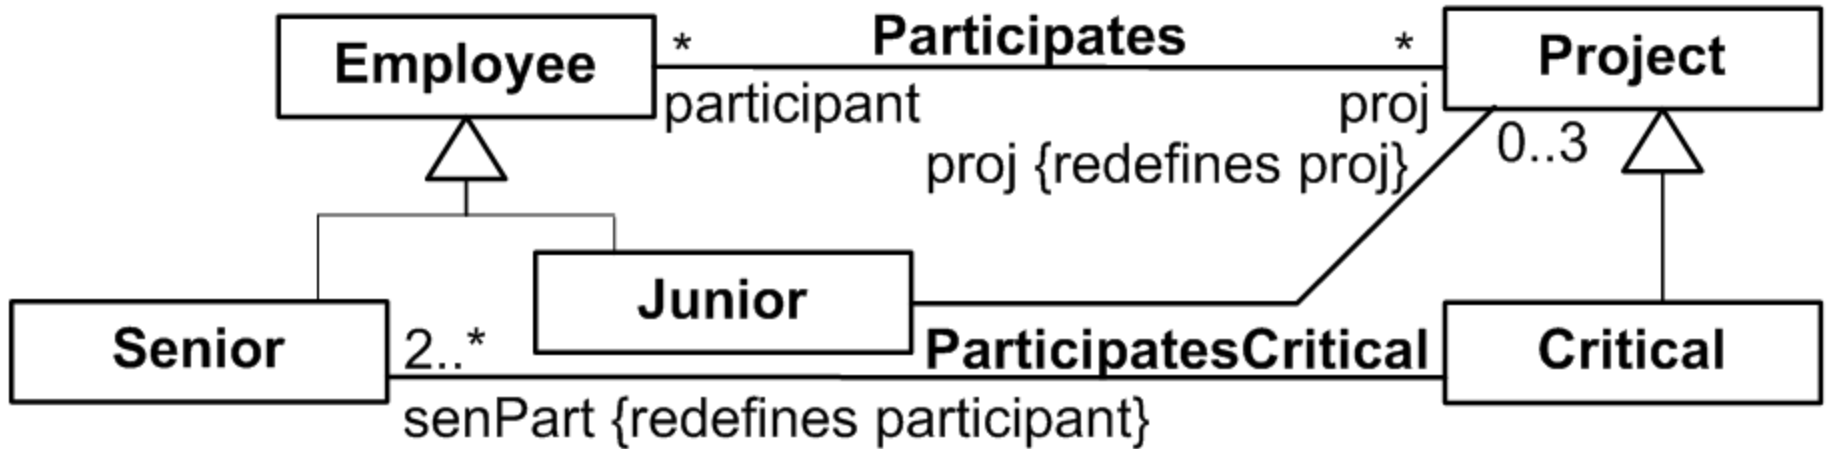 Employee
* Participates *
Project
participant
proj
proj {redefines proj}
0..3
Junior
Senior
2..*
ParticipatesCritical
Critical
senPart {redefines participant}